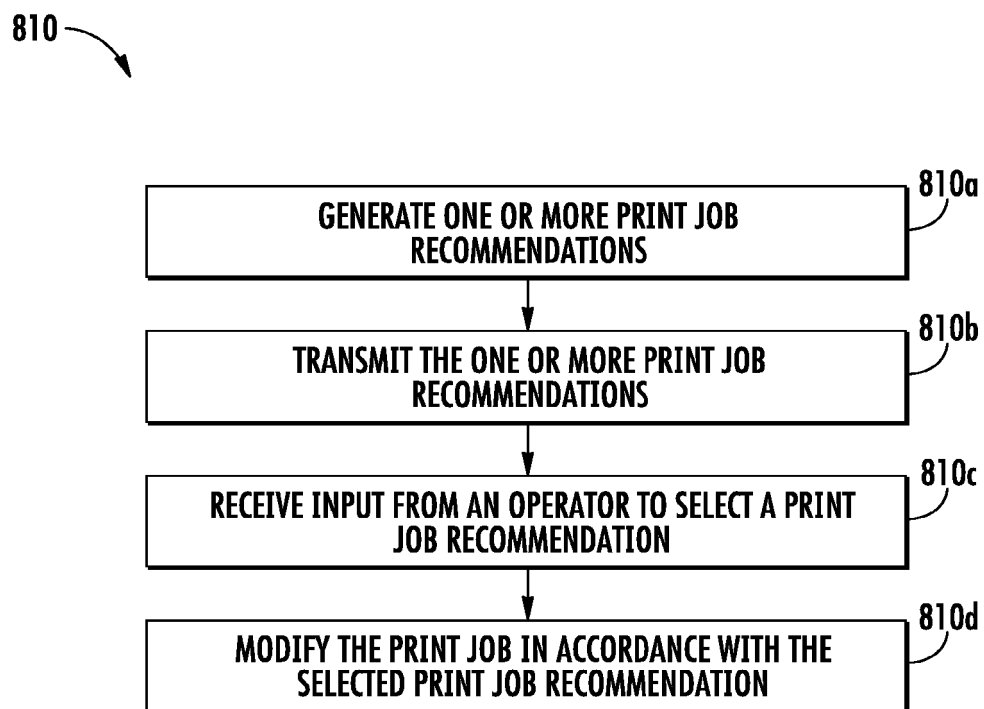 810
810a
GENERATE ONE OR MORE PRINT JOB
RECOMMENDATIONS
810b
TRANSMIT THE ONE OR MORE PRINT JOB
RECOMMENDATIONS
810c
RECEIVE INPUT FROM AN OPERATOR TO SELECT A PRINT
JOB RECOMMENDATION
810d
MODIFY THE PRINT JOB IN ACCORDANCE WITH THE
SELECTED PRINT JOB RECOMMENDATION